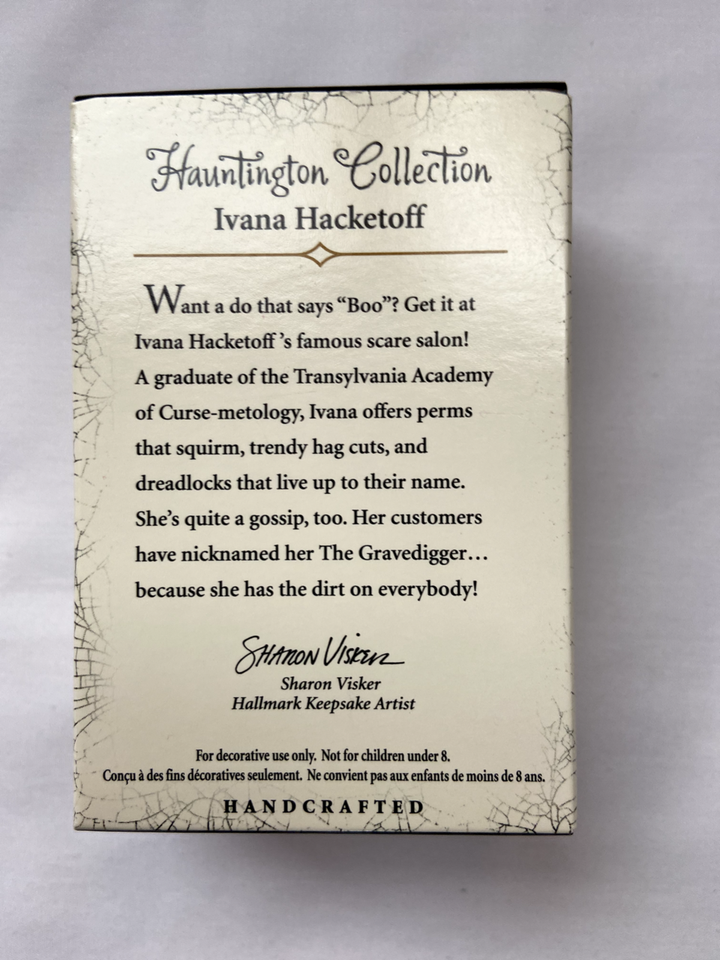 Hauntington Collection
Ivana Hacketoff
Want a do that says “Boo”? Get it at
Ivana Hacketoff’s famous scare salon!
A graduate of the Transylvania Academy
of Curse-metology, Ivana offers perms
that squirm, trendy hag cuts, and
dreadlocks that live up to their name.
She’s quite a gossip, too. Her customers
have nicknamed her The Gravedigger…
because she has the dirt on everybody!
Sharon Visker
Sharon Visker
Hallmark Keepsake Artist
For decorative use only. Not for children under 8.
Conçu à des fins décoratives seulement. Ne convient pas aux enfants de moins de 8 ans.
HANDCRAFTED